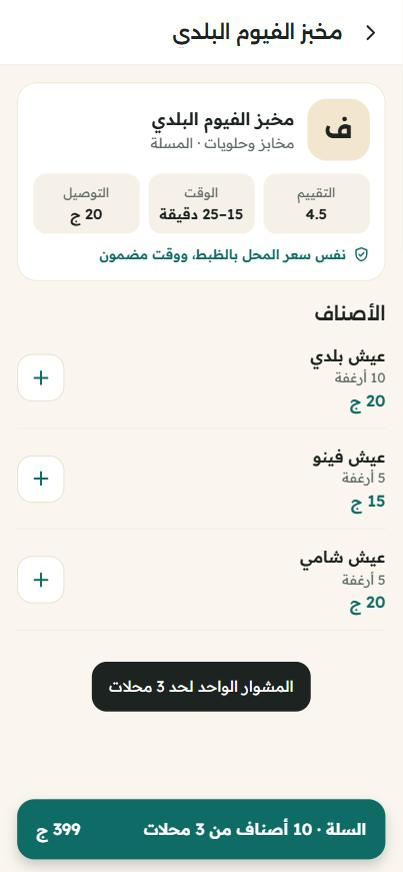 مخبز الفيوم البلدي
ف
مخبز الفيوم البلدي
مخابز وحلويات · المسلة
التقييم
4.5
الوقت
15–25 دقيقة
التوصيل
20 ج
نفس سعر المحل بالظبط، ووقت مضمون
الأصناف
عيش بلدي
10 أرغفة
20 ج
عيش فينو
5 أرغفة
15 ج
عيش شامي
5 أرغفة
20 ج
المشوار الواحد لحد 3 محلات
السلة · 10 أصناف من 3 محلات
399 ج